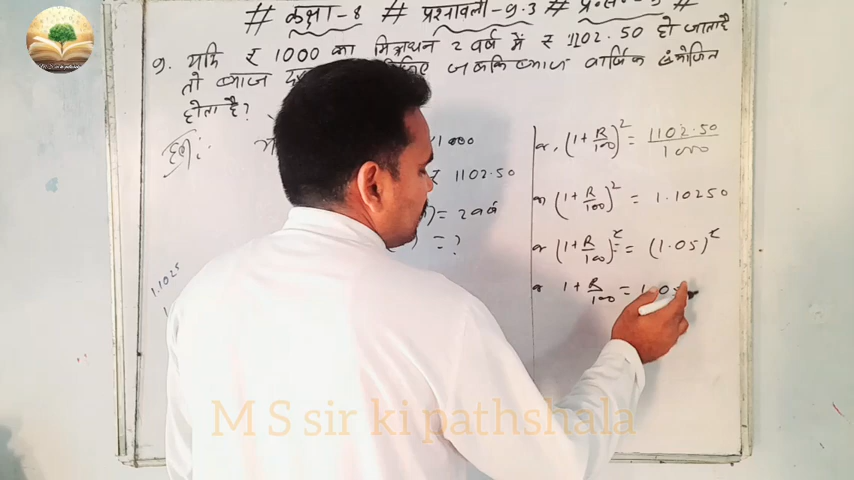 # कक्षा-8 # प्रश्नावली-9.3 # प्र.सं.-9 #
9. यदि ₹ 1000 का मिश्रधन 2 वर्ष में ₹ 1102.50 हो जाता है
तो ब्याज जबकि ब्याज वार्षिक संयोजित
होता है?
हल:-
1000
₹ 1102.50
= 2 वर्ष
= ?
1.1025
(1+R/100)² = 1102.50/1000
(1+R/100)² = 1.10250
(1+R/100)² = (1.05)²
1+R/100 = 1.05
M S sir ki pathshala